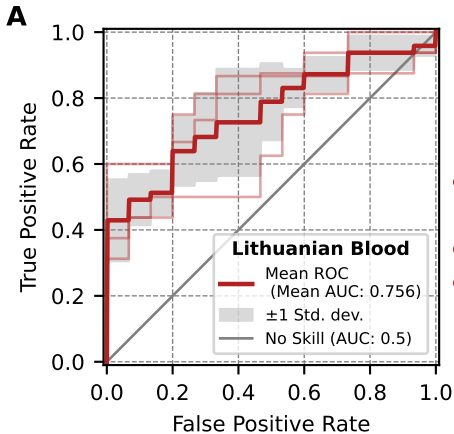 A
1.0
0.8
0.6
0.4
0.2
0.0
True Positive Rate
Lithuanian Blood
Mean ROC
(Mean AUC: 0.756)
±1 Std. dev.
No Skill (AUC: 0.5)
0.0 0.2 0.4 0.6 0.8 1.0
False Positive Rate